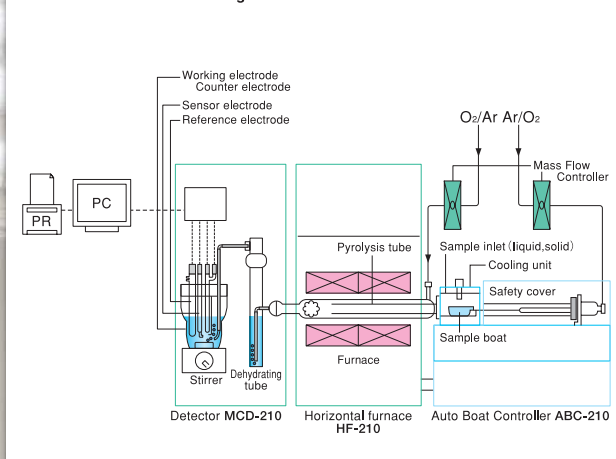 Working electrode
Counter electrode
Sensor electrode
Reference electrode
O₂/Ar Ar/O₂
Mass Flow
Controller
PR
PC
Pyrolysis tube
Sample inlet (liquid,solid)
Cooling unit
Safety cover
Sample boat
Furnace
Stirrer
Dehydrating
tube
Detector MCD-210
Horizontal furnace
HF-210
Auto Boat Controller ABC-210